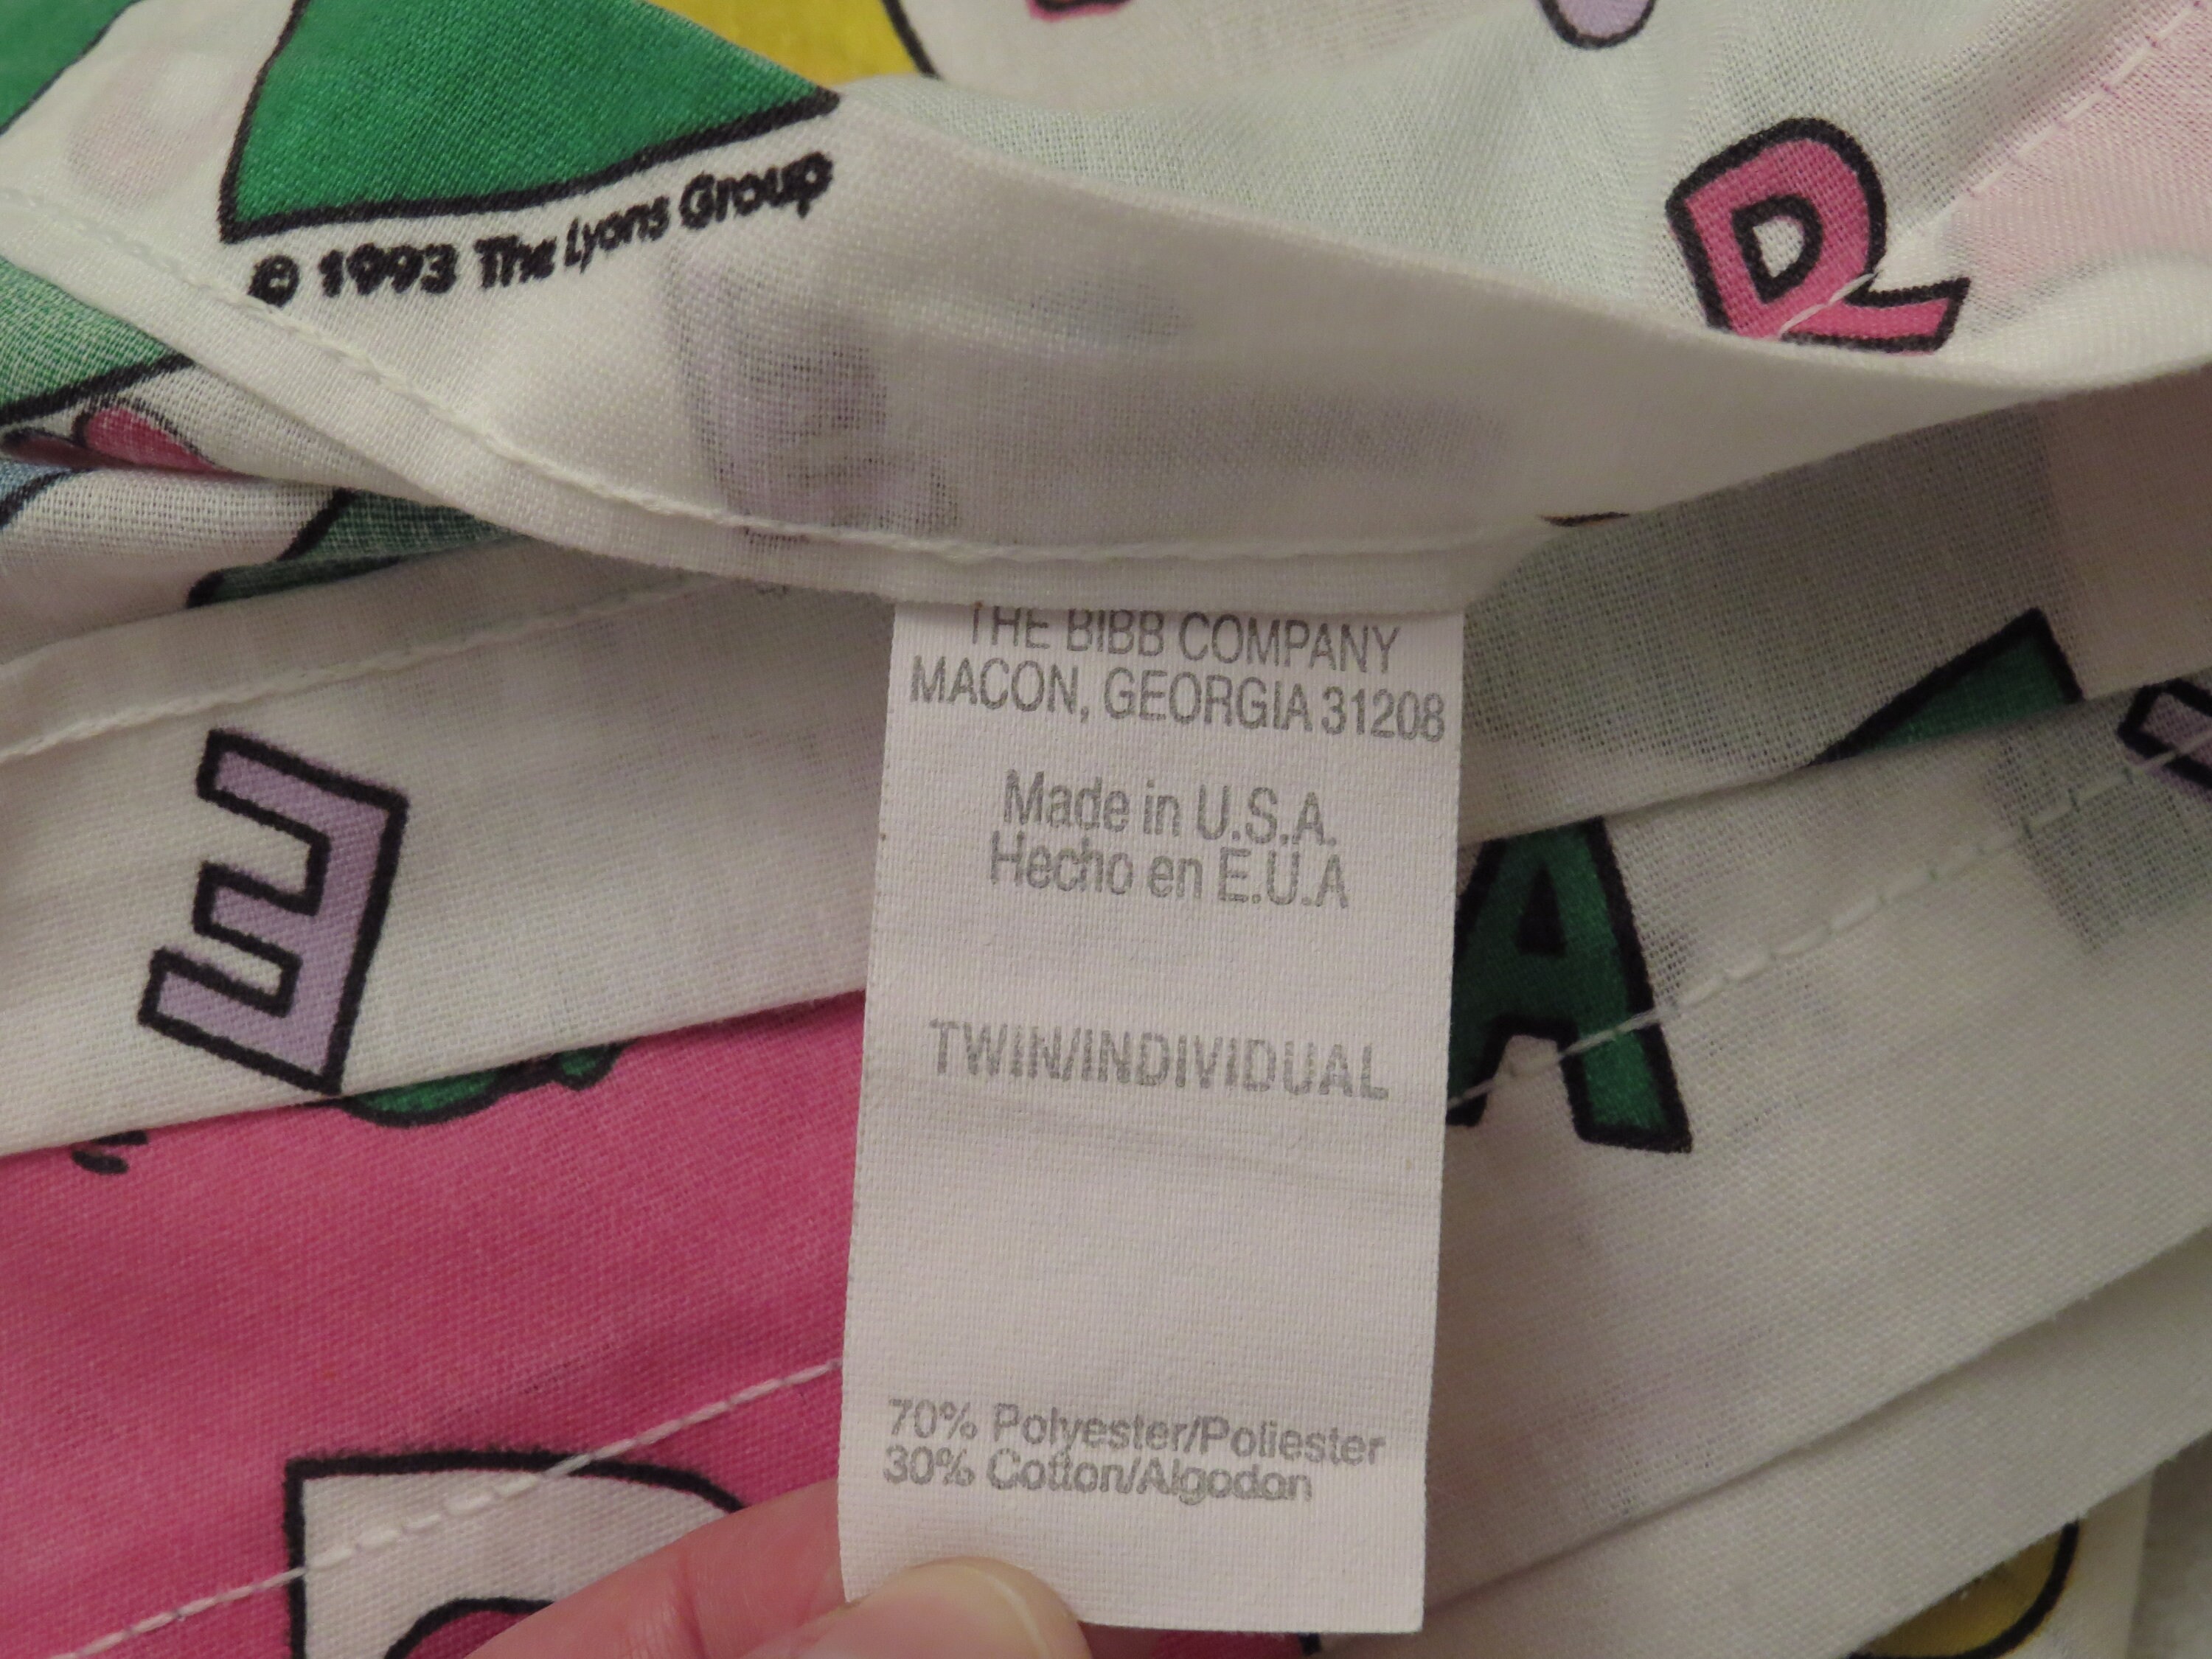 © 1993 The Lyons Group
R
THE BIBB COMPANY
MACON, GEORGIA 31208
Made in U.S.A.
Hecho en E.U.A
E
A
TWIN/INDIVIDUAL
70% Polyester/Poliester
30% Cotton/Algodon